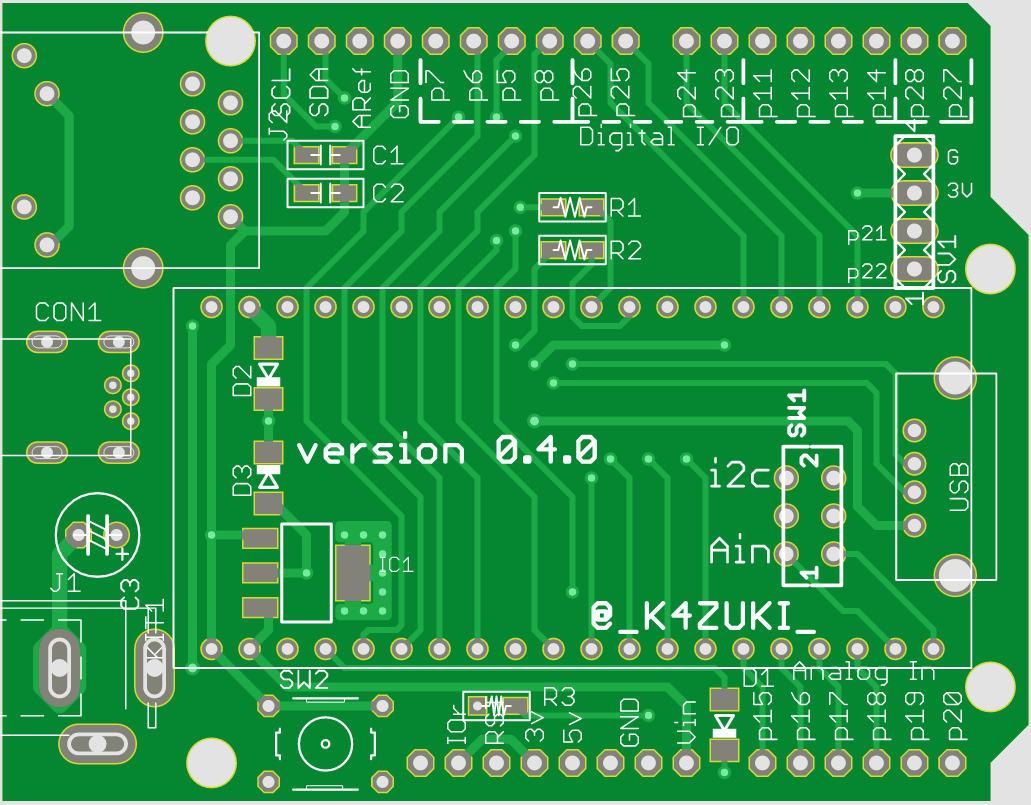 J2
SCL
SDA
ARef
GND
p7
p6
p5
p8
p26
p25
p24
p23
p11
p12
p13
p14
p28
p27
Digital I/O
2
C1
C2
G
3V
R1
R2
p21
p22
SV1
1
CON1
D2
SW1
version 0.4.0
2
i2c
D3
USB
Ain
1
IC1
+
J1
C3
KHT1
@_K4ZUKI_
SW2
D1
Analog In
R3
IOr
RST
3v
5v
GND
Vin
p15
p16
p17
p18
p19
p20